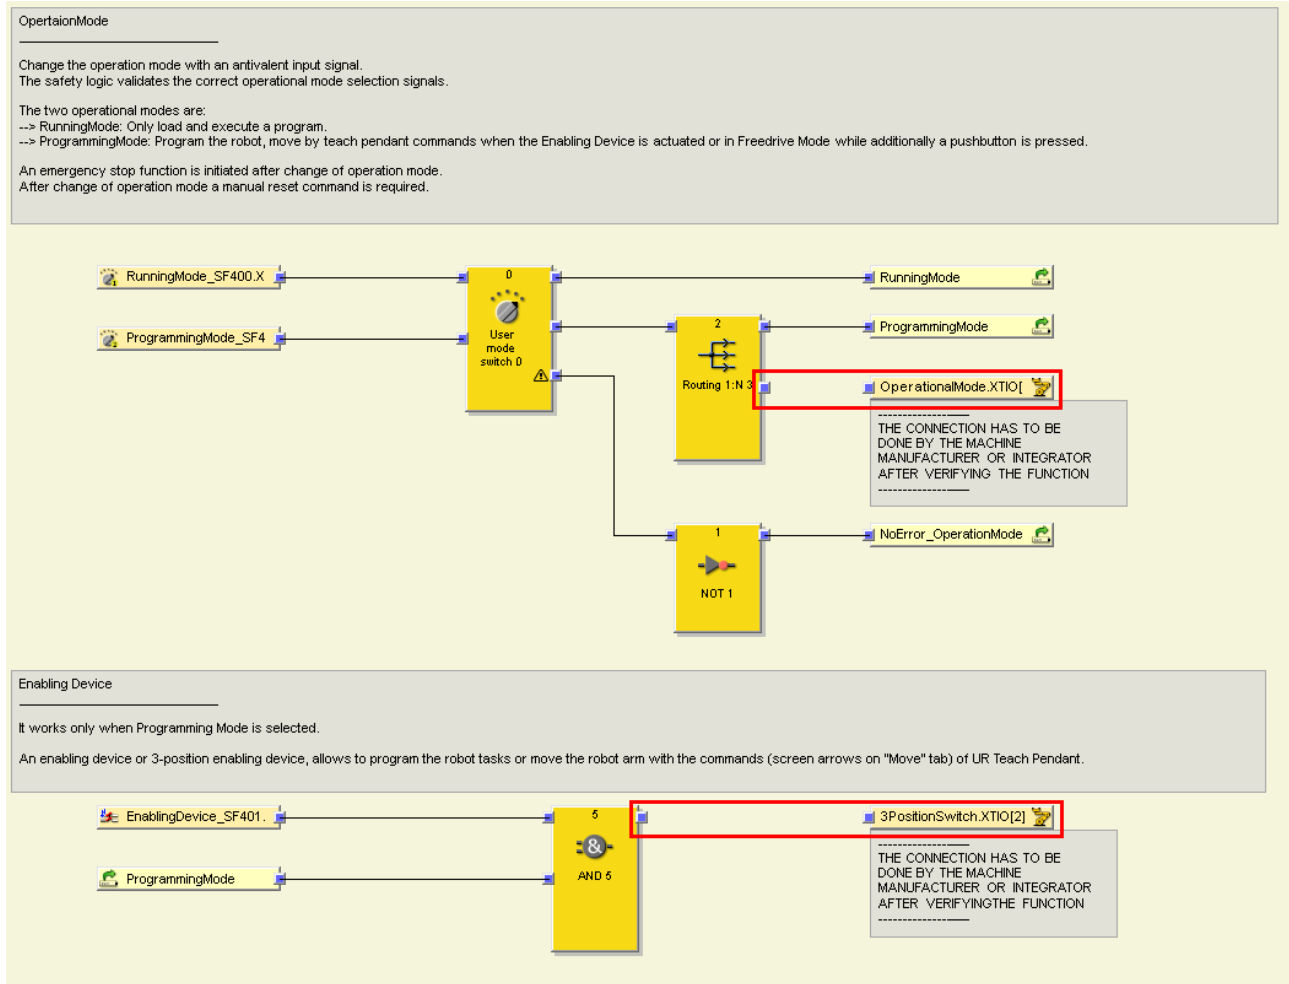 OpertaionMode
Change the operation mode with an antivalent input signal.
The safety logic validates the correct operational mode selection signals.
The two operational modes are:
--> RunningMode: Only load and execute a program.
--> ProgrammingMode: Program the robot, move by teach pendant commands when the Enabling Device is actuated or in Freedrive Mode while additionally a pushbutton is pressed.
An emergency stop function is initiated after change of operation mode.
After change of operation mode a manual reset command is required.
RunningMode_SF400.X
0
RunningMode
ProgrammingMode_SF4
User
mode
switch 0
2
ProgrammingMode
Routing 1:N 3
OperationalMode.XTIO[
------------------
THE CONNECTION HAS TO BE
DONE BY THE MACHINE
MANUFACTURER OR INTEGRATOR
AFTER VERIFYING THE FUNCTION
------------------
1
NoError_OperationMode
NOT 1
Enabling Device
It works only when Programming Mode is selected.
An enabling device or 3-position enabling device, allows to program the robot tasks or move the robot arm with the commands (screen arrows on "Move" tab) of UR Teach Pendant.
EnablingDevice_SF401.
5
3PositionSwitch.XTIO[2]
&
ProgrammingMode
AND 5
------------------
THE CONNECTION HAS TO BE
DONE BY THE MACHINE
MANUFACTURER OR INTEGRATOR
AFTER VERIFYINGTHE FUNCTION
------------------